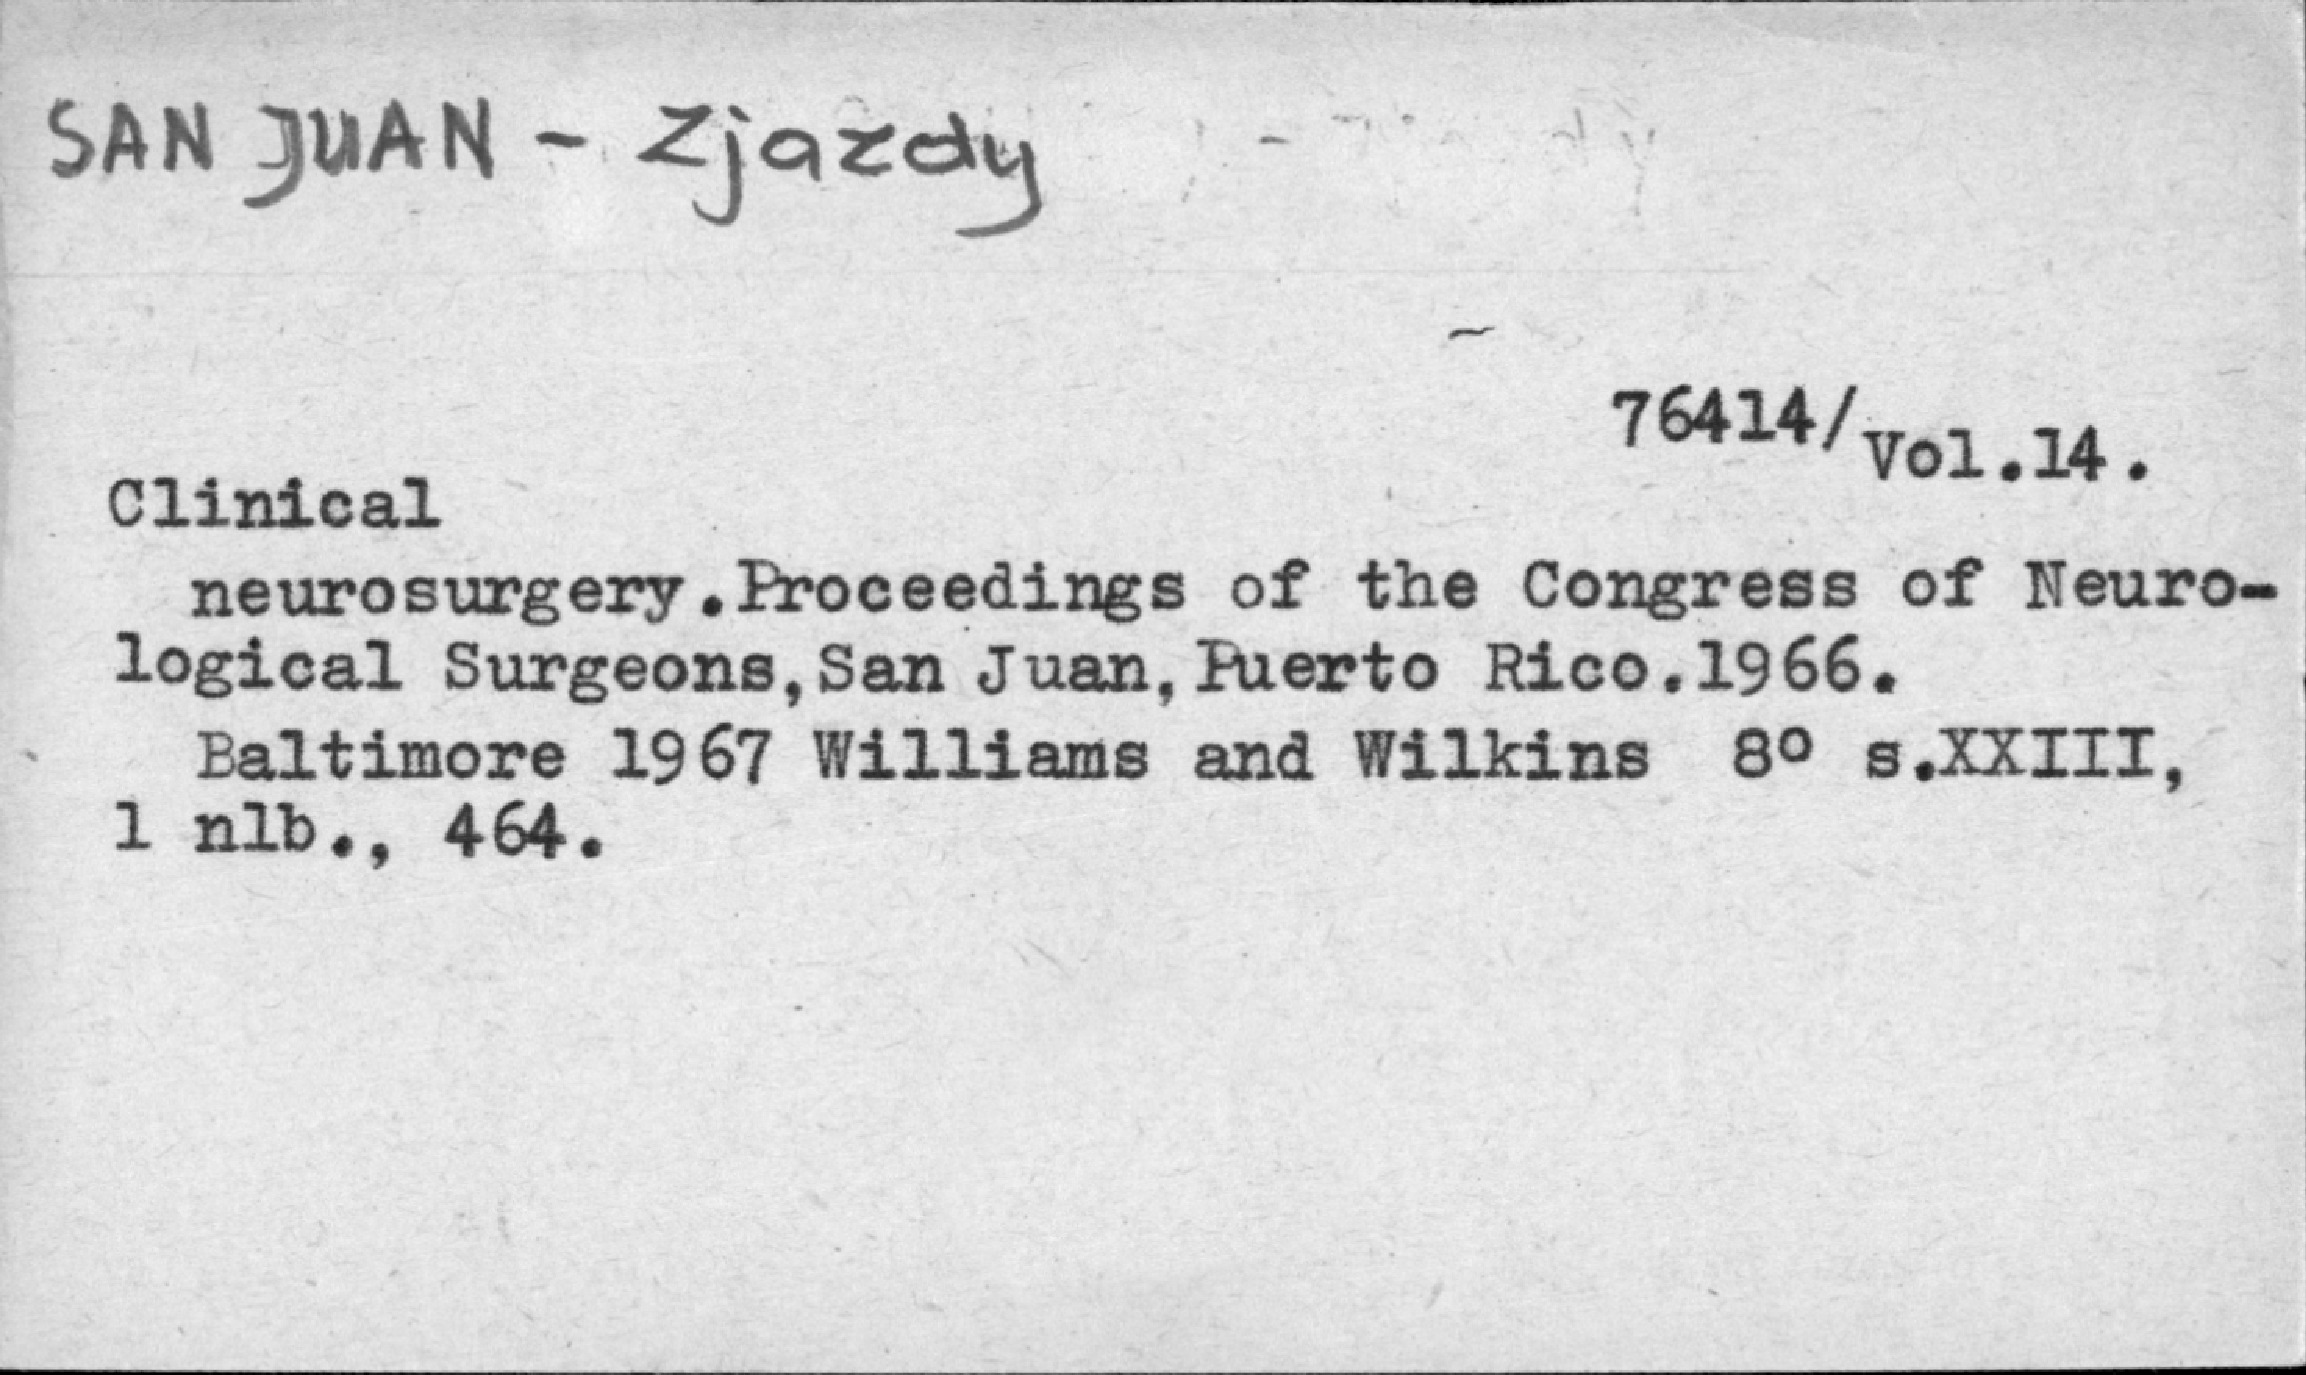 SAN JUAN - Zjazdy
76414/Vol.14.
Clinical
neurosurgery.Proceedings of the Congress of Neuro-
logical Surgeons,San Juan,Puerto Rico.1966.
Baltimore 1967 Williams and Wilkins 8º s.XXIII,
1 nlb., 464.